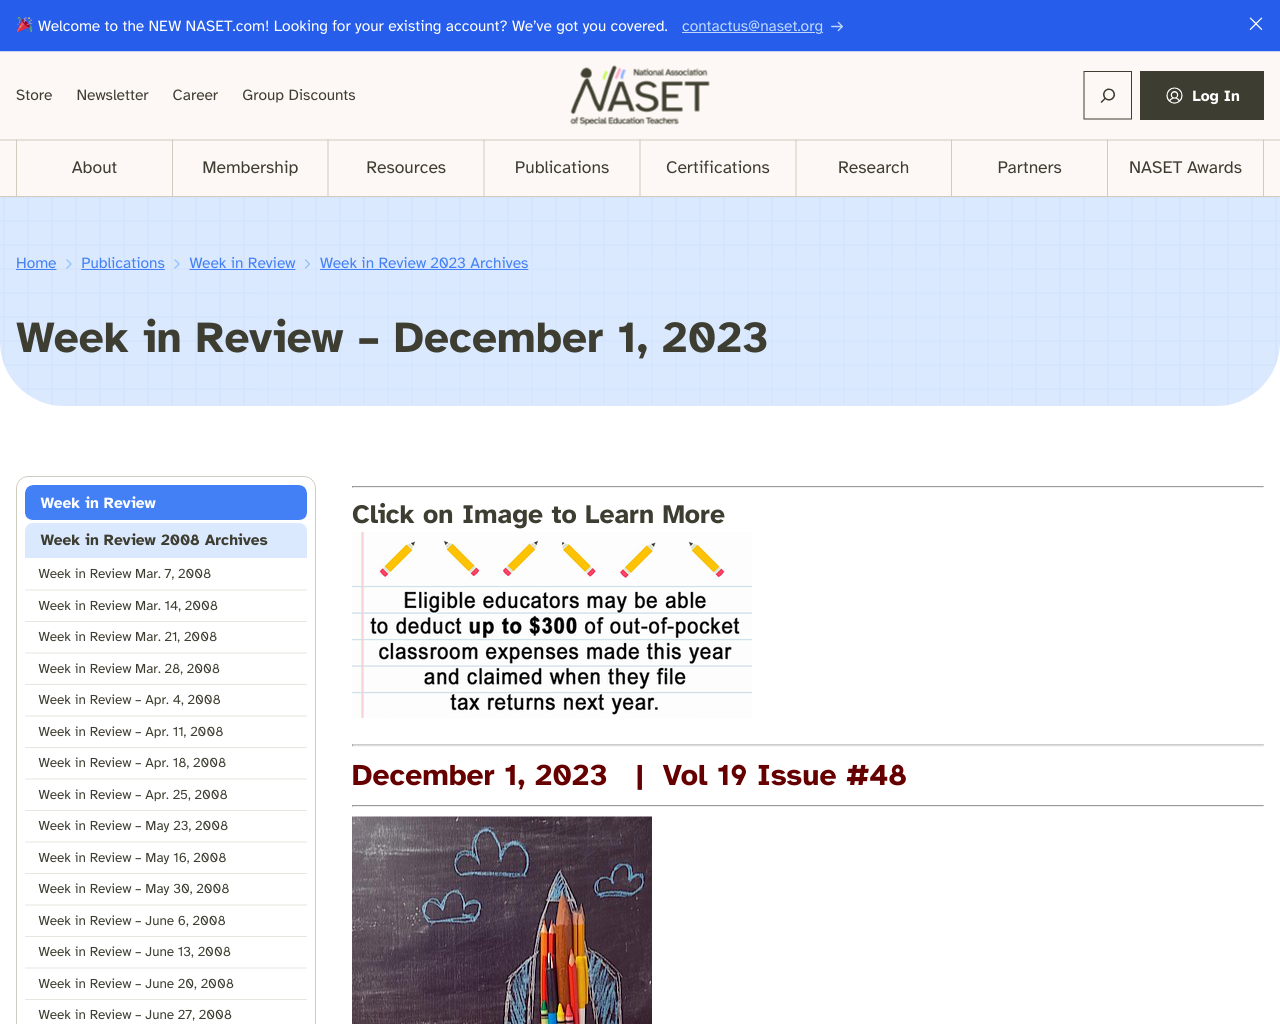 🎉 Welcome to the NEW NASET.com! Looking for your existing account? We've got you covered. contactus@naset.org →
Store Newsletter Career Group Discounts
National Association
NASET
of Special Education Teachers
Log In
About Membership Resources Publications Certifications Research Partners NASET Awards
Home Publications Week in Review Week in Review 2023 Archives
Week in Review – December 1, 2023
Week in Review
Week in Review 2008 Archives
Week in Review Mar. 7, 2008
Week in Review Mar. 14, 2008
Week in Review Mar. 21, 2008
Week in Review Mar. 28, 2008
Week in Review – Apr. 4, 2008
Week in Review – Apr. 11, 2008
Week in Review – Apr. 18, 2008
Week in Review – Apr. 25, 2008
Week in Review – May 23, 2008
Week in Review – May 16, 2008
Week in Review – May 30, 2008
Week in Review – June 6, 2008
Week in Review – June 13, 2008
Week in Review – June 20, 2008
Week in Review – June 27, 2008
Click on Image to Learn More
Eligible educators may be able
to deduct up to $300 of out-of-pocket
classroom expenses made this year
and claimed when they file
tax returns next year.
December 1, 2023 | Vol 19 Issue #48